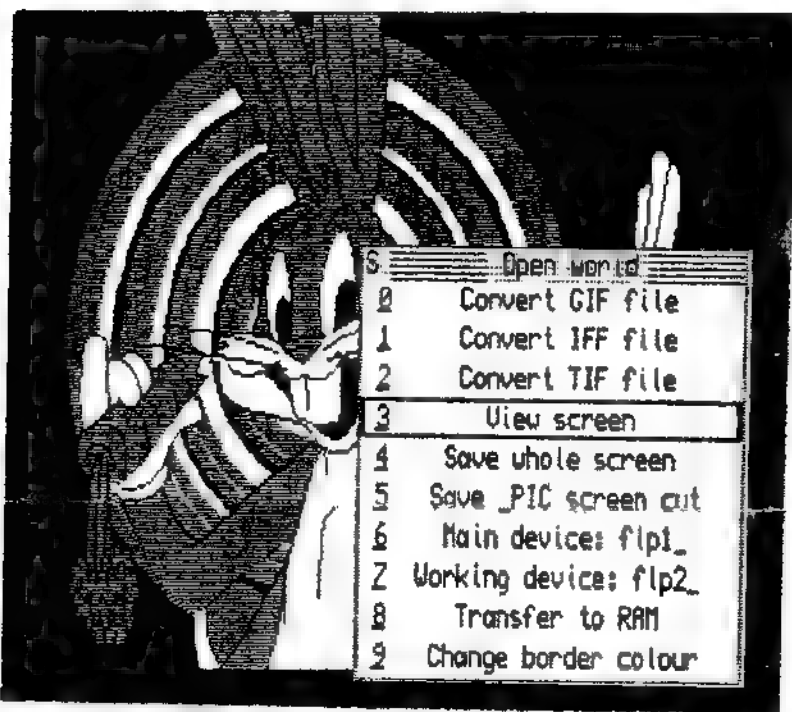 S Open world
0 Convert GIF file
1 Convert IFF file
2 Convert TIF file
3 View screen
4 Save whole screen
5 Save _PIC screen cut
6 Main device: flp1_
7 Working device: flp2_
8 Transfer to RAM
9 Change border colour